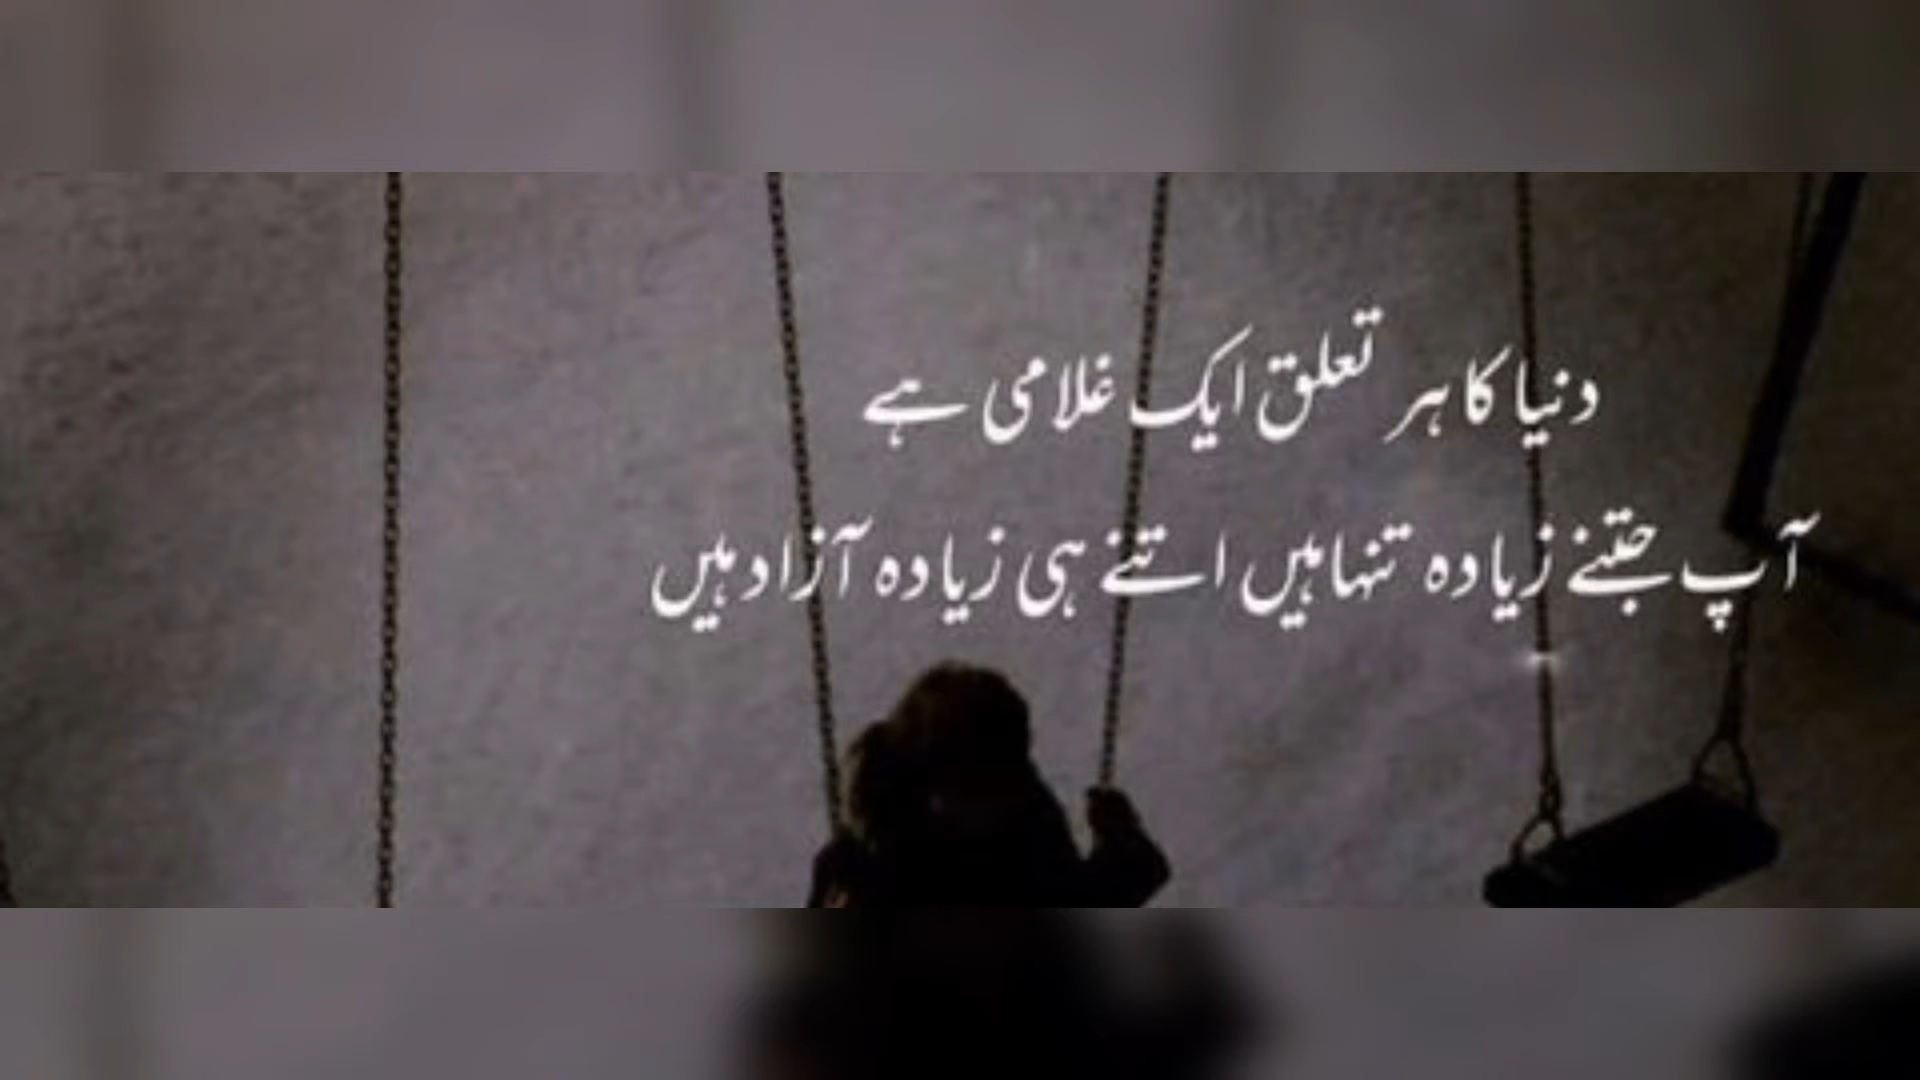 دنیا کا ہر تعلق ایک غلامی ہے
آپ جتنے زیادہ تنہا ہیں اتنے ہی زیادہ آزاد ہیں